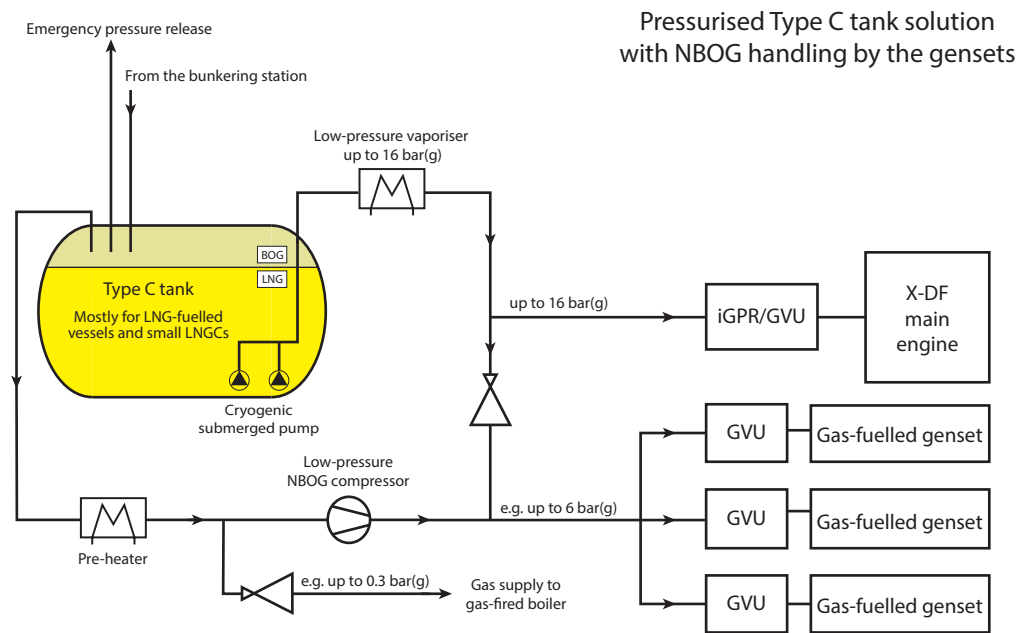 Pressurised Type C tank solution
with NBOG handling by the gensets
Emergency pressure release
From the bunkering station
Low-pressure vaporiser
up to 16 bar(g)
BOG
LNG
Type C tank
Mostly for LNG-fuelled
vessels and small LNGCs
Cryogenic
submerged pump
up to 16 bar(g)
iGPR/GVU
X-DF
main
engine
GVU
Gas-fuelled genset
Low-pressure
NBOG compressor
e.g. up to 6 bar(g)
GVU
Gas-fuelled genset
Pre-heater
e.g. up to 0.3 bar(g)
Gas supply to
gas-fired boiler
GVU
Gas-fuelled genset